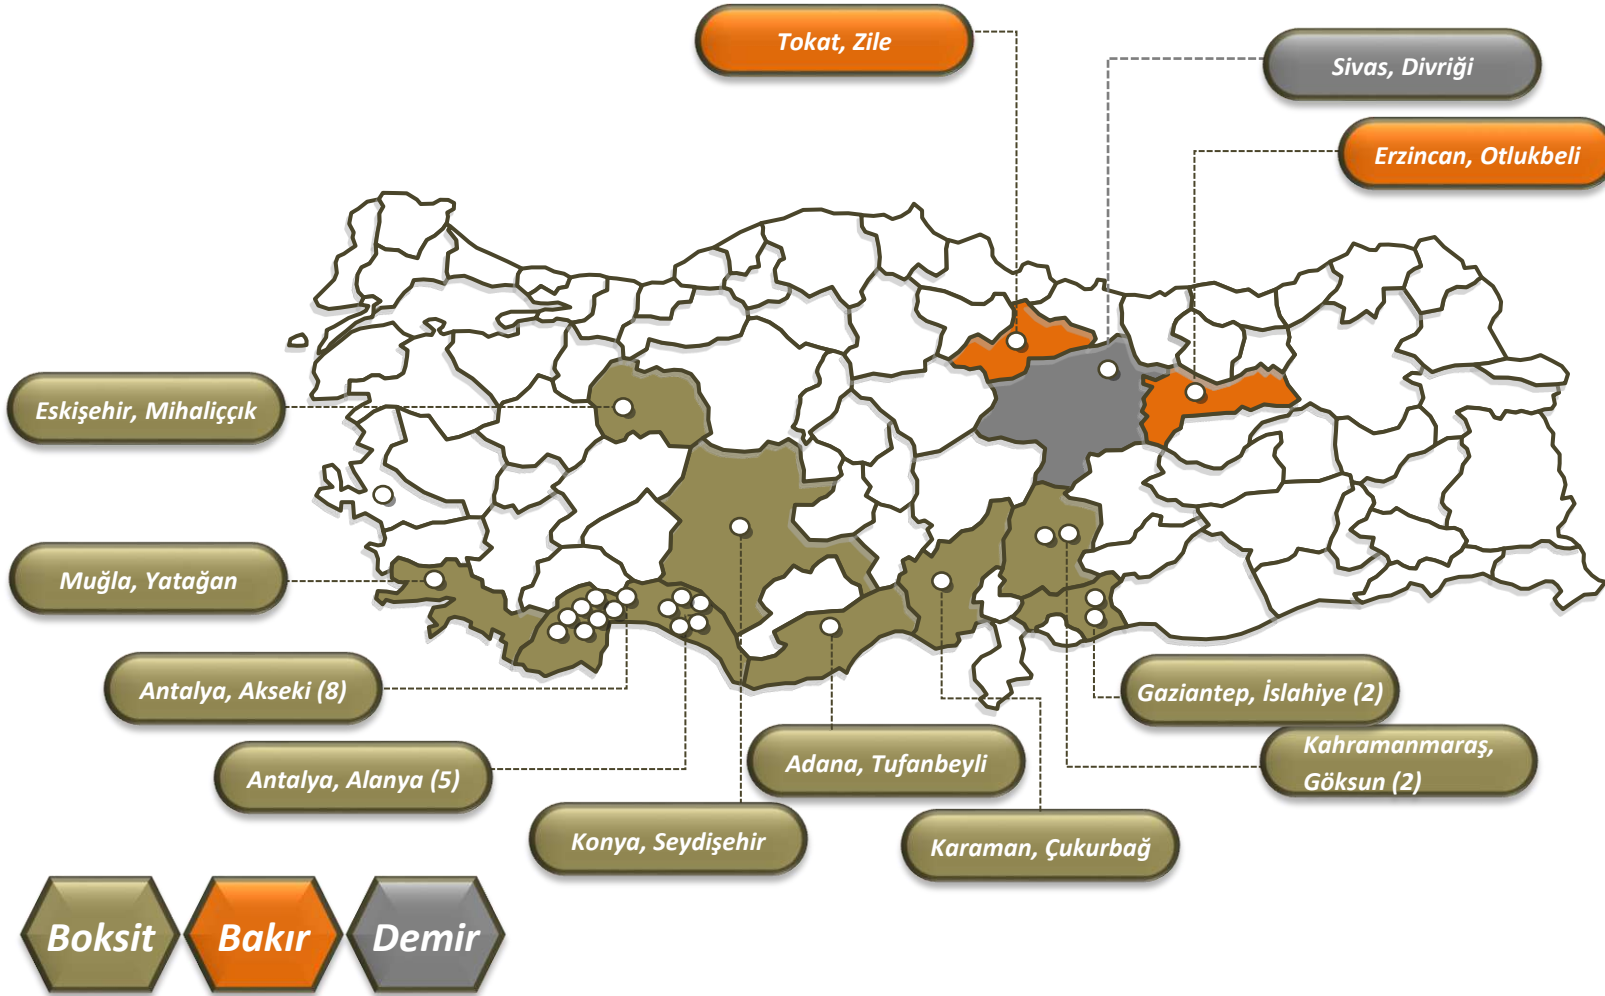 Tokat, Zile
Sivas, Divriği
Erzincan, Otlukbeli
Eskişehir, Mihaliççık
Muğla, Yatağan
Antalya, Akseki (8)
Gaziantep, İslahiye (2)
Antalya, Alanya (5)
Adana, Tufanbeyli
Kahramanmaraş,
Göksun (2)
Konya, Seydişehir
Karaman, Çukurbağ
Boksit
Bakır
Demir